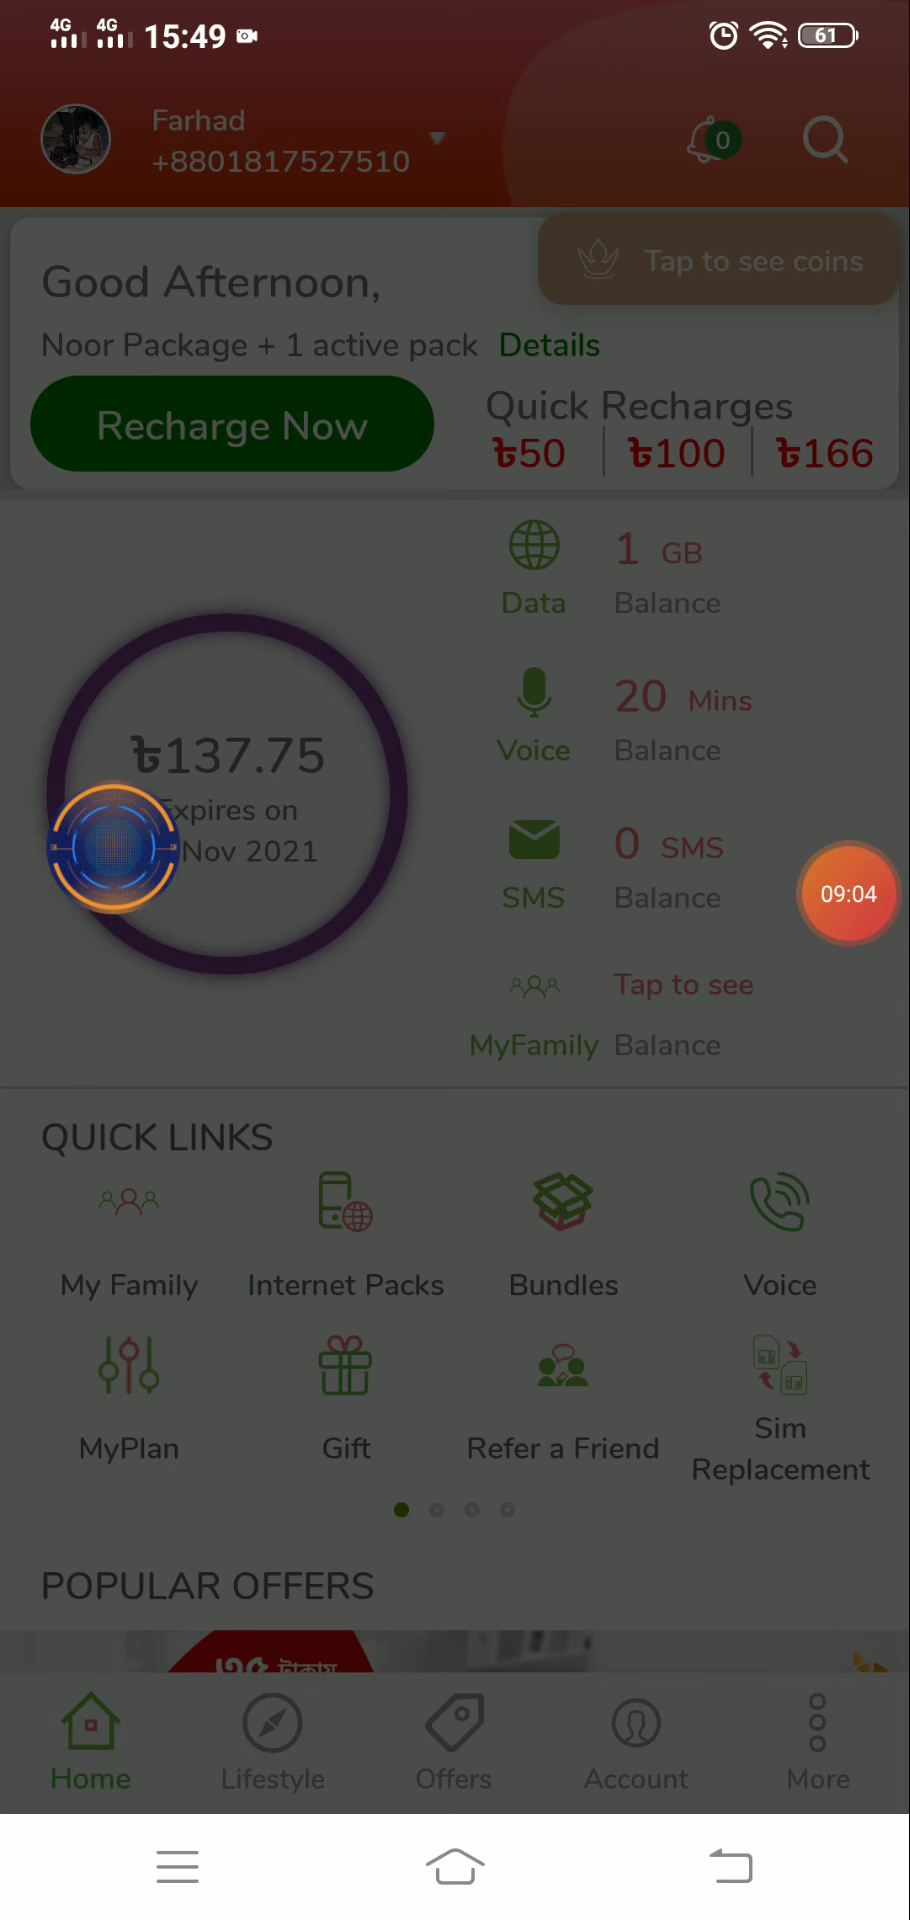 4G 4G 15:49 61
Farhad
+8801817527510
0
Tap to see coins
Good Afternoon,
Noor Package + 1 active pack Details
Recharge Now
Quick Recharges
৳50 ৳100 ৳166
1 GB
Data Balance
20 Mins
Voice Balance
৳137.75
Expires on
Nov 2021
0 SMS
SMS Balance
09:04
Tap to see
MyFamily Balance
QUICK LINKS
My Family Internet Packs Bundles Voice
MyPlan Gift Refer a Friend Sim
Replacement
POPULAR OFFERS
টাকায়
Home Lifestyle Offers Account More